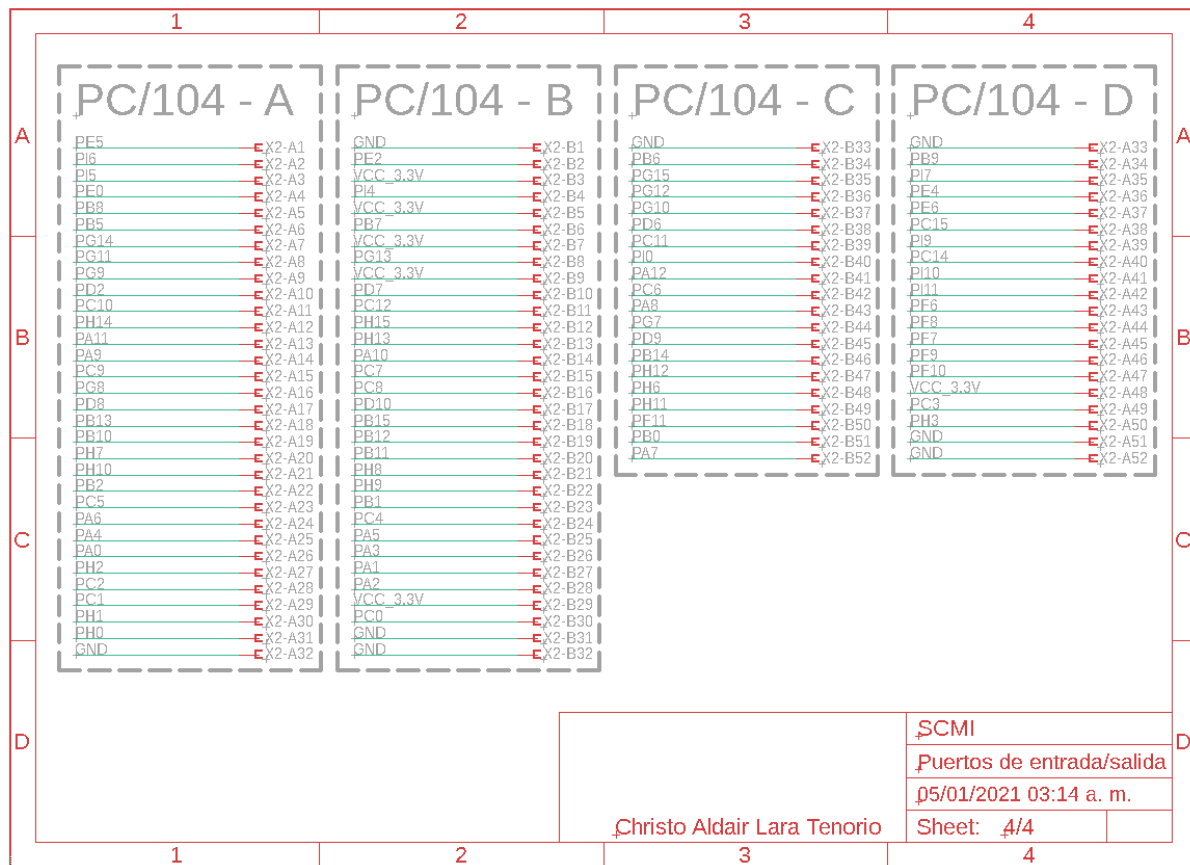 1 2 3 4
A A
B B
C C
D D
PC/104 - A
PE5 X2-A1
PI6 X2-A2
PI5 X2-A3
PE0 X2-A4
PB8 X2-A5
PB5 X2-A6
PG14 X2-A7
PG11 X2-A8
PG9 X2-A9
PD2 X2-A10
PC10 X2-A11
PH14 X2-A12
PA11 X2-A13
PA9 X2-A14
PC9 X2-A15
PG8 X2-A16
PD8 X2-A17
PB13 X2-A18
PB10 X2-A19
PH7 X2-A20
PH10 X2-A21
PB2 X2-A22
PC5 X2-A23
PA6 X2-A24
PA4 X2-A25
PA0 X2-A26
PH2 X2-A27
PC2 X2-A28
PC1 X2-A29
PH1 X2-A30
PH0 X2-A31
GND X2-A32
PC/104 - B
GND X2-B1
PE2 X2-B2
VCC_3.3V X2-B3
PI4 X2-B4
VCC_3.3V X2-B5
PB7 X2-B6
VCC_3.3V X2-B7
PG13 X2-B8
VCC_3.3V X2-B9
PD7 X2-B10
PC12 X2-B11
PH15 X2-B12
PH13 X2-B13
PA10 X2-B14
PC7 X2-B15
PC8 X2-B16
PD10 X2-B17
PB15 X2-B18
PB12 X2-B19
PB11 X2-B20
PH8 X2-B21
PH9 X2-B22
PB1 X2-B23
PC4 X2-B24
PA5 X2-B25
PA3 X2-B26
PA1 X2-B27
PA2 X2-B28
VCC_3.3V X2-B29
PC0 X2-B30
GND X2-B31
GND X2-B32
PC/104 - C
GND X2-B33
PB6 X2-B34
PG15 X2-B35
PG12 X2-B36
PG10 X2-B37
PD6 X2-B38
PC11 X2-B39
PI0 X2-B40
PA12 X2-B41
PC6 X2-B42
PA8 X2-B43
PG7 X2-B44
PD9 X2-B45
PB14 X2-B46
PH12 X2-B47
PH6 X2-B48
PH11 X2-B49
PF11 X2-B50
PB0 X2-B51
PA7 X2-B52
PC/104 - D
GND X2-A33
PB9 X2-A34
PI7 X2-A35
PE4 X2-A36
PE6 X2-A37
PC15 X2-A38
PI9 X2-A39
PC14 X2-A40
PI10 X2-A41
PI11 X2-A42
PF6 X2-A43
PF8 X2-A44
PF7 X2-A45
PF9 X2-A46
PF10 X2-A47
VCC_3.3V X2-A48
PC3 X2-A49
PH3 X2-A50
GND X2-A51
GND X2-A52
SCMI
Puertos de entrada/salida
05/01/2021 03:14 a. m.
Christo Aldair Lara Tenorio
Sheet: 4/4
1 2 3 4